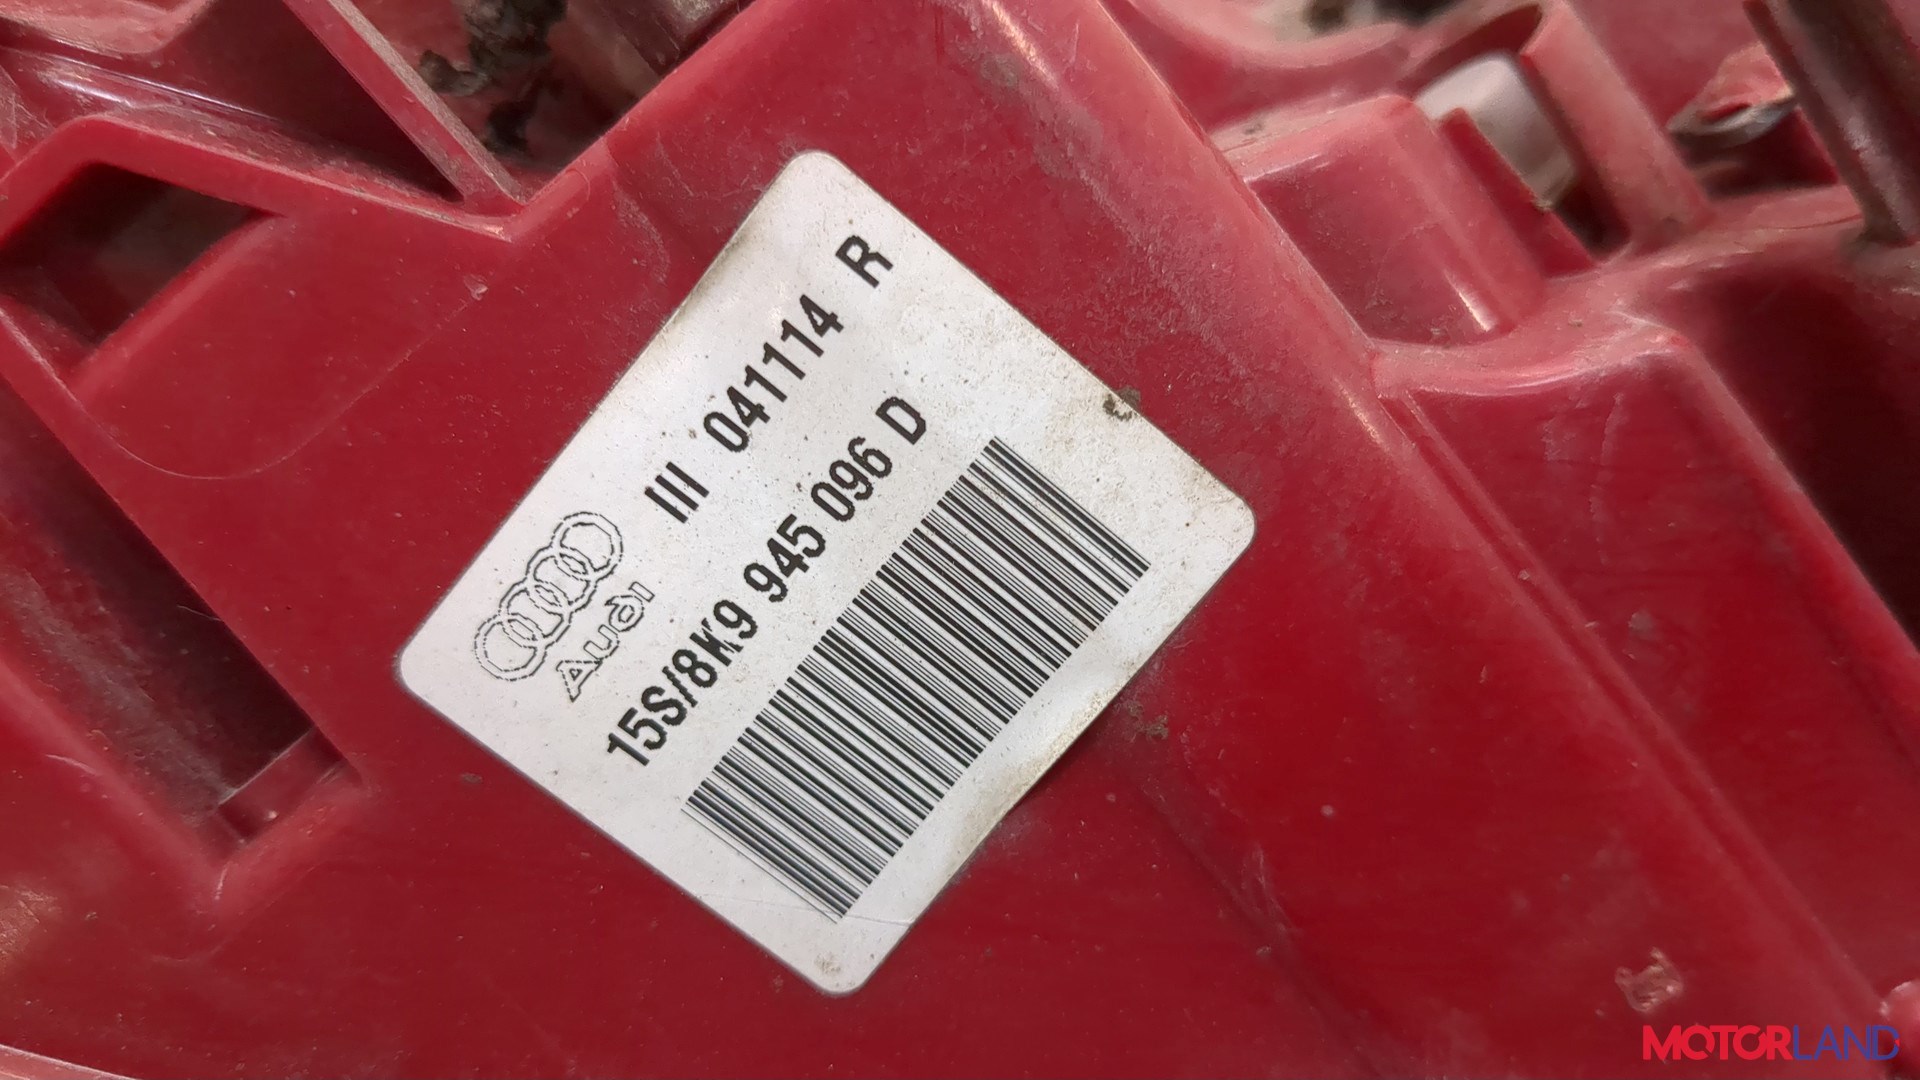 III 041114 R
Audi
15S/8K9 945 096 D
MOTORLAND